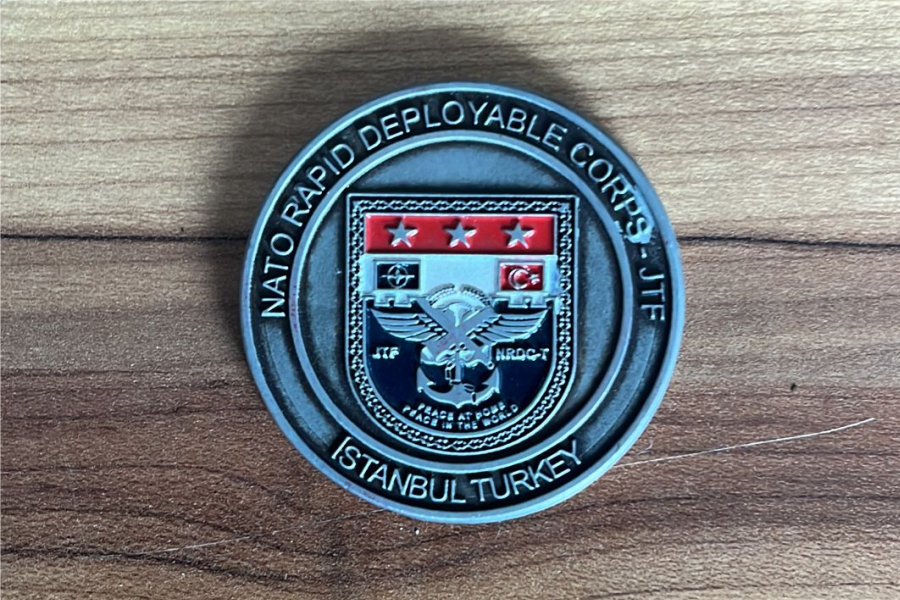 NATO RAPID DEPLOYABLE CORPS - JTF
JTF
NRDC-T
PEACE AT HOME
PEACE IN THE WORLD
ISTANBUL TURKEY